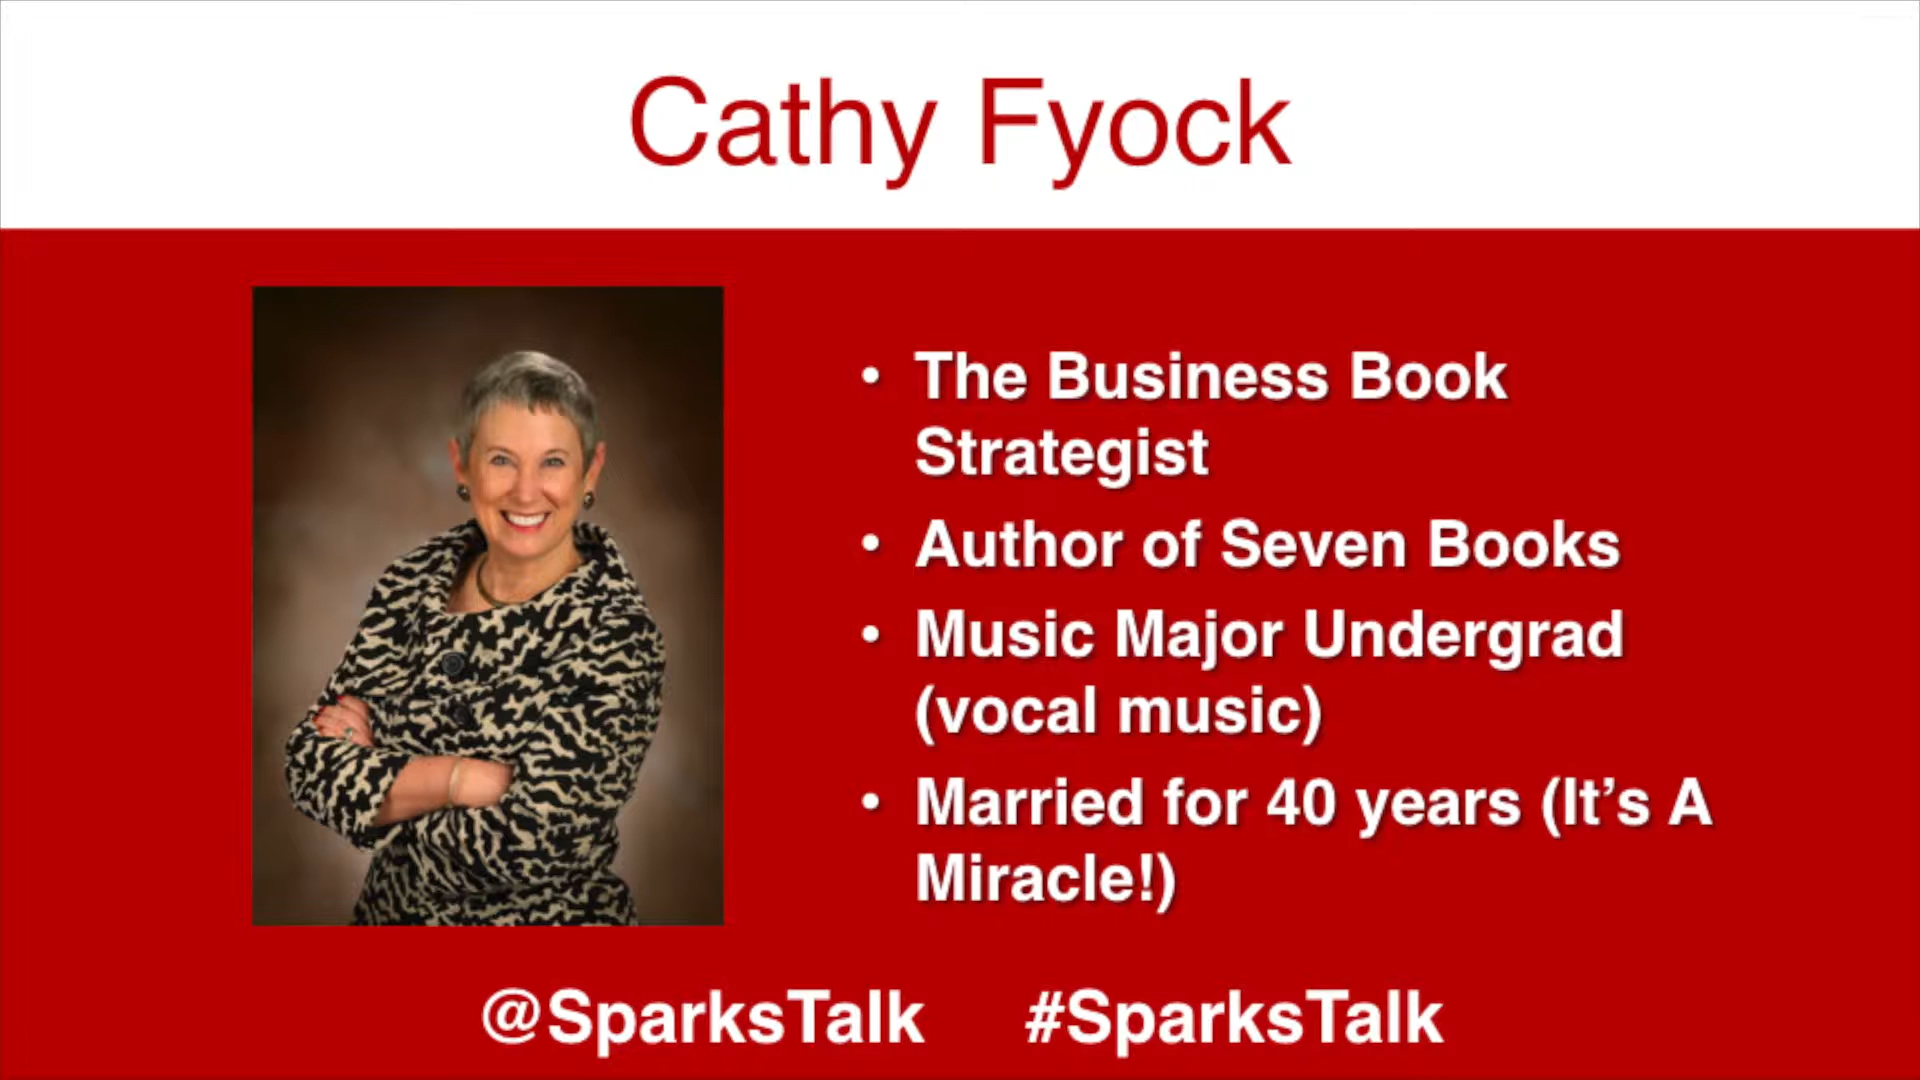 Cathy Fyock
• The Business Book
Strategist
• Author of Seven Books
• Music Major Undergrad
(vocal music)
• Married for 40 years (It’s A
Miracle!)
@SparksTalk #SparksTalk